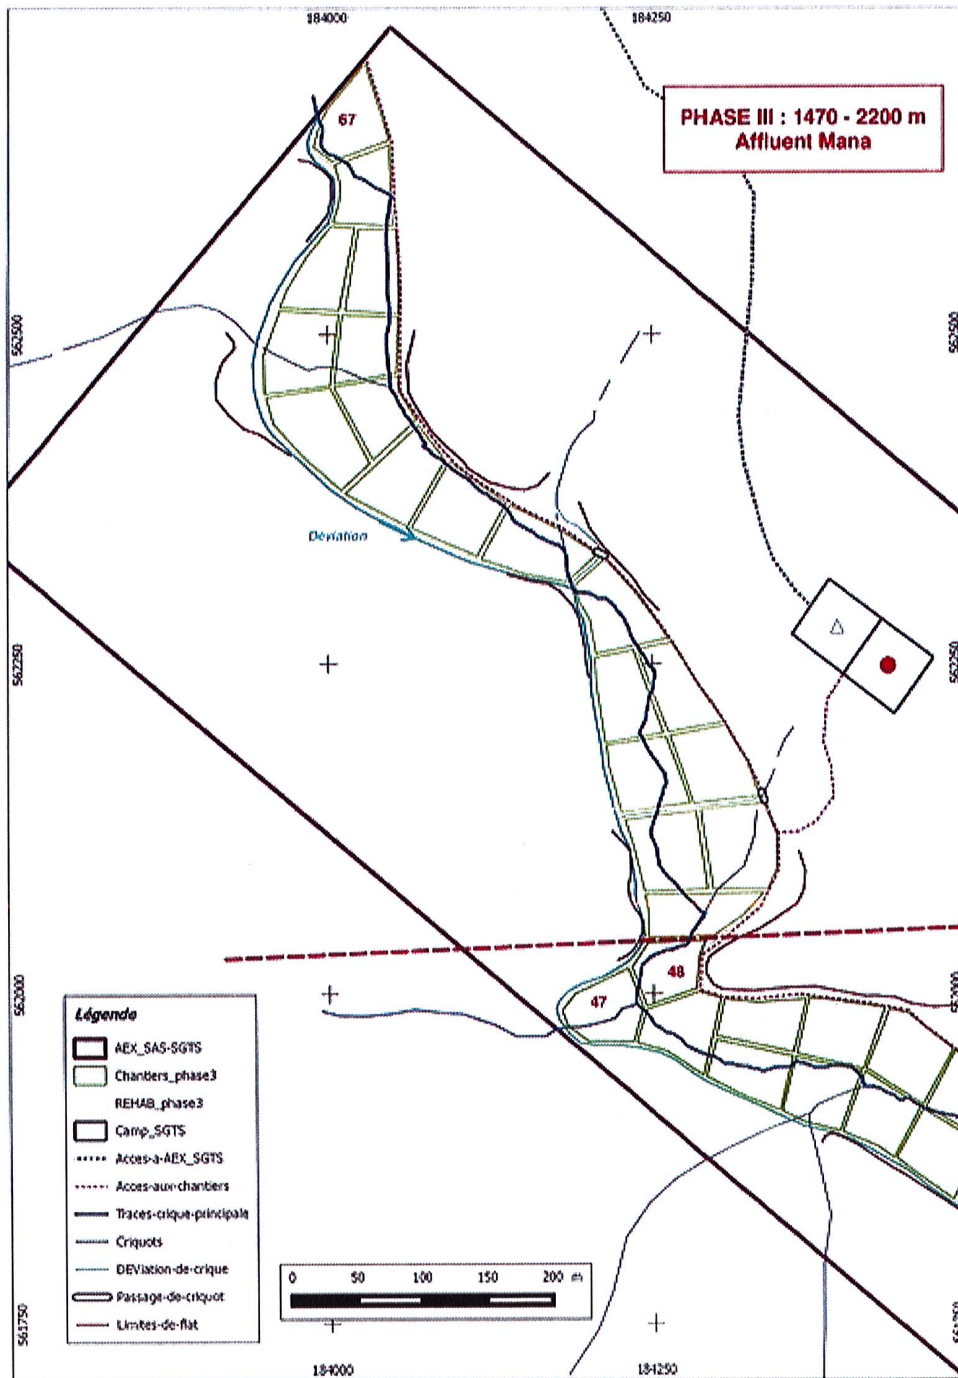 184000
184250
PHASE III : 1470 - 2200 m
Affluent Mana
67
562500
562500
Déviation
562250
562250
48
47
562000
562000
Légende
AEX_SAS-SGTS
Chantiers_phase3
REHAB_phase3
Camp_SGTS
Acces-a-AEX_SGTS
Acces-aux-chantiers
Traces-crique-principale
Criquots
DEViation-de-crique
Passage-de-criquot
Limites-de-flat
0 50 100 150 200 m
561750
561750
184000
184250